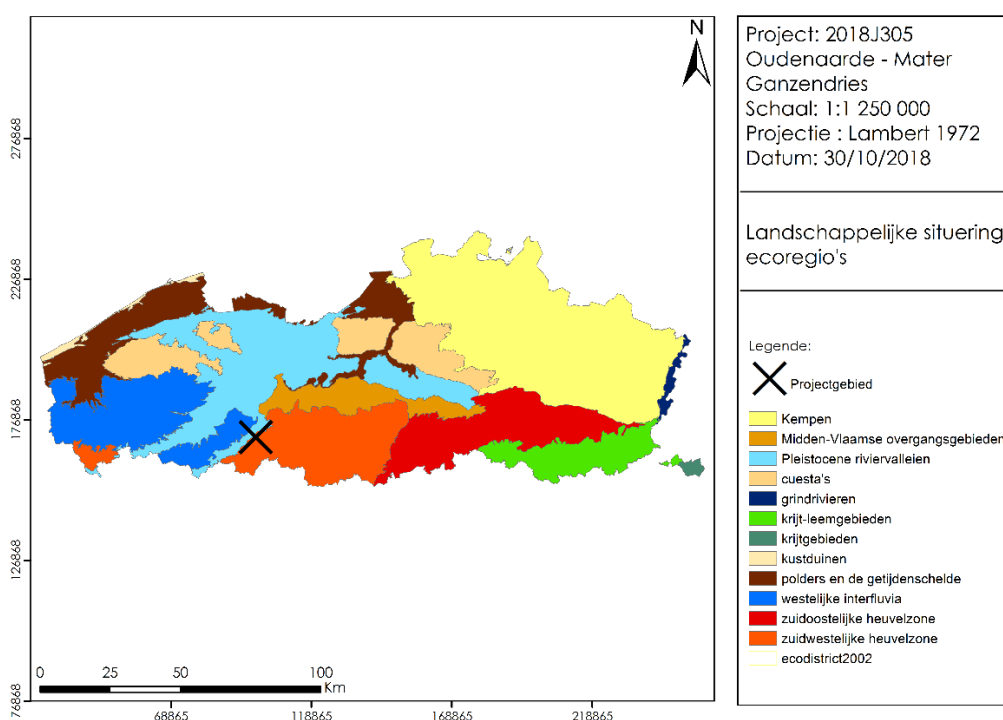 N
278868
226868
178868
126868
76868
0 25 50 100
Km
68865 118865 168865 218865
Project: 2018J305
Oudenaarde - Mater
Ganzendries
Schaal: 1:1 250 000
Projectie : Lambert 1972
Datum: 30/10/2018
Landschappelijke situering
ecoregio's
Legende:
Projectgebied
Kempen
Midden-Vlaamse overgangsgebieden
Pleistocene riviervalleien
cuesta's
grindrivieren
krijt-leemgebieden
krijtgebieden
kustduinen
polders en de getijdenschelde
westelijke interfluvia
zuidoostelijke heuvelzone
zuidwestelijke heuvelzone
ecodistrict2002